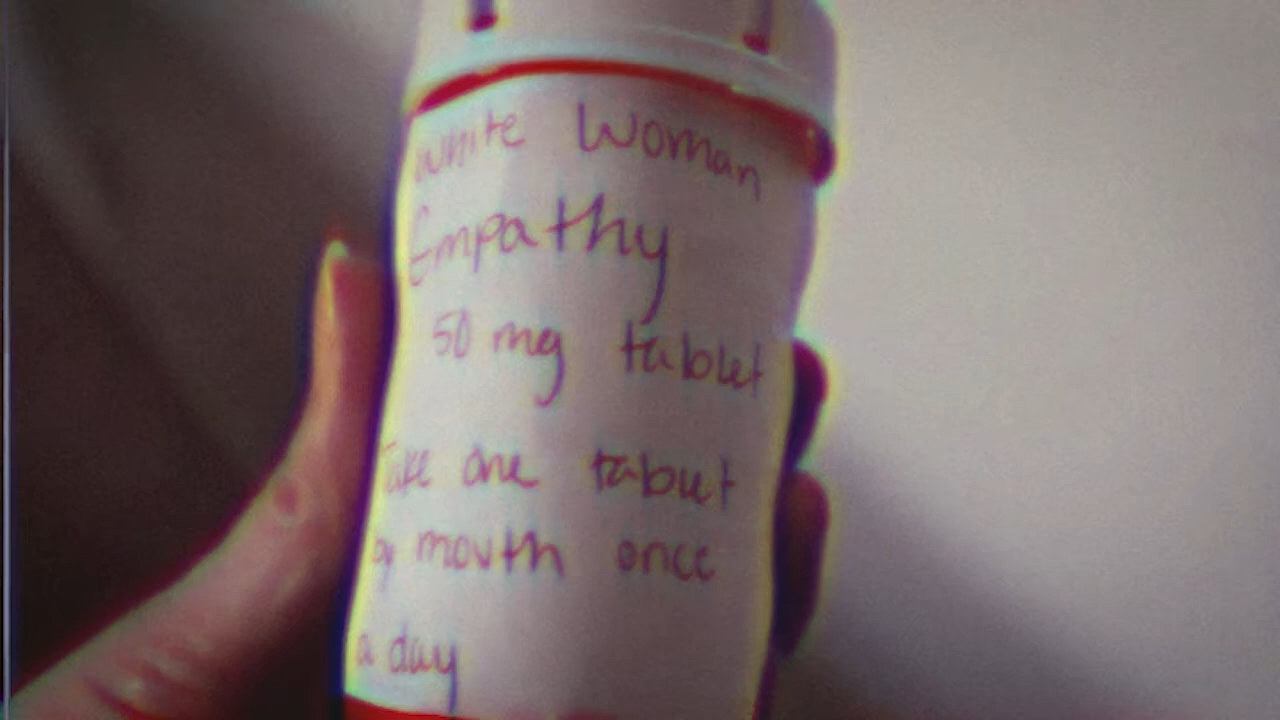 White Woman
Empathy
50 mg tablet
Take one tablet
by mouth once
a day